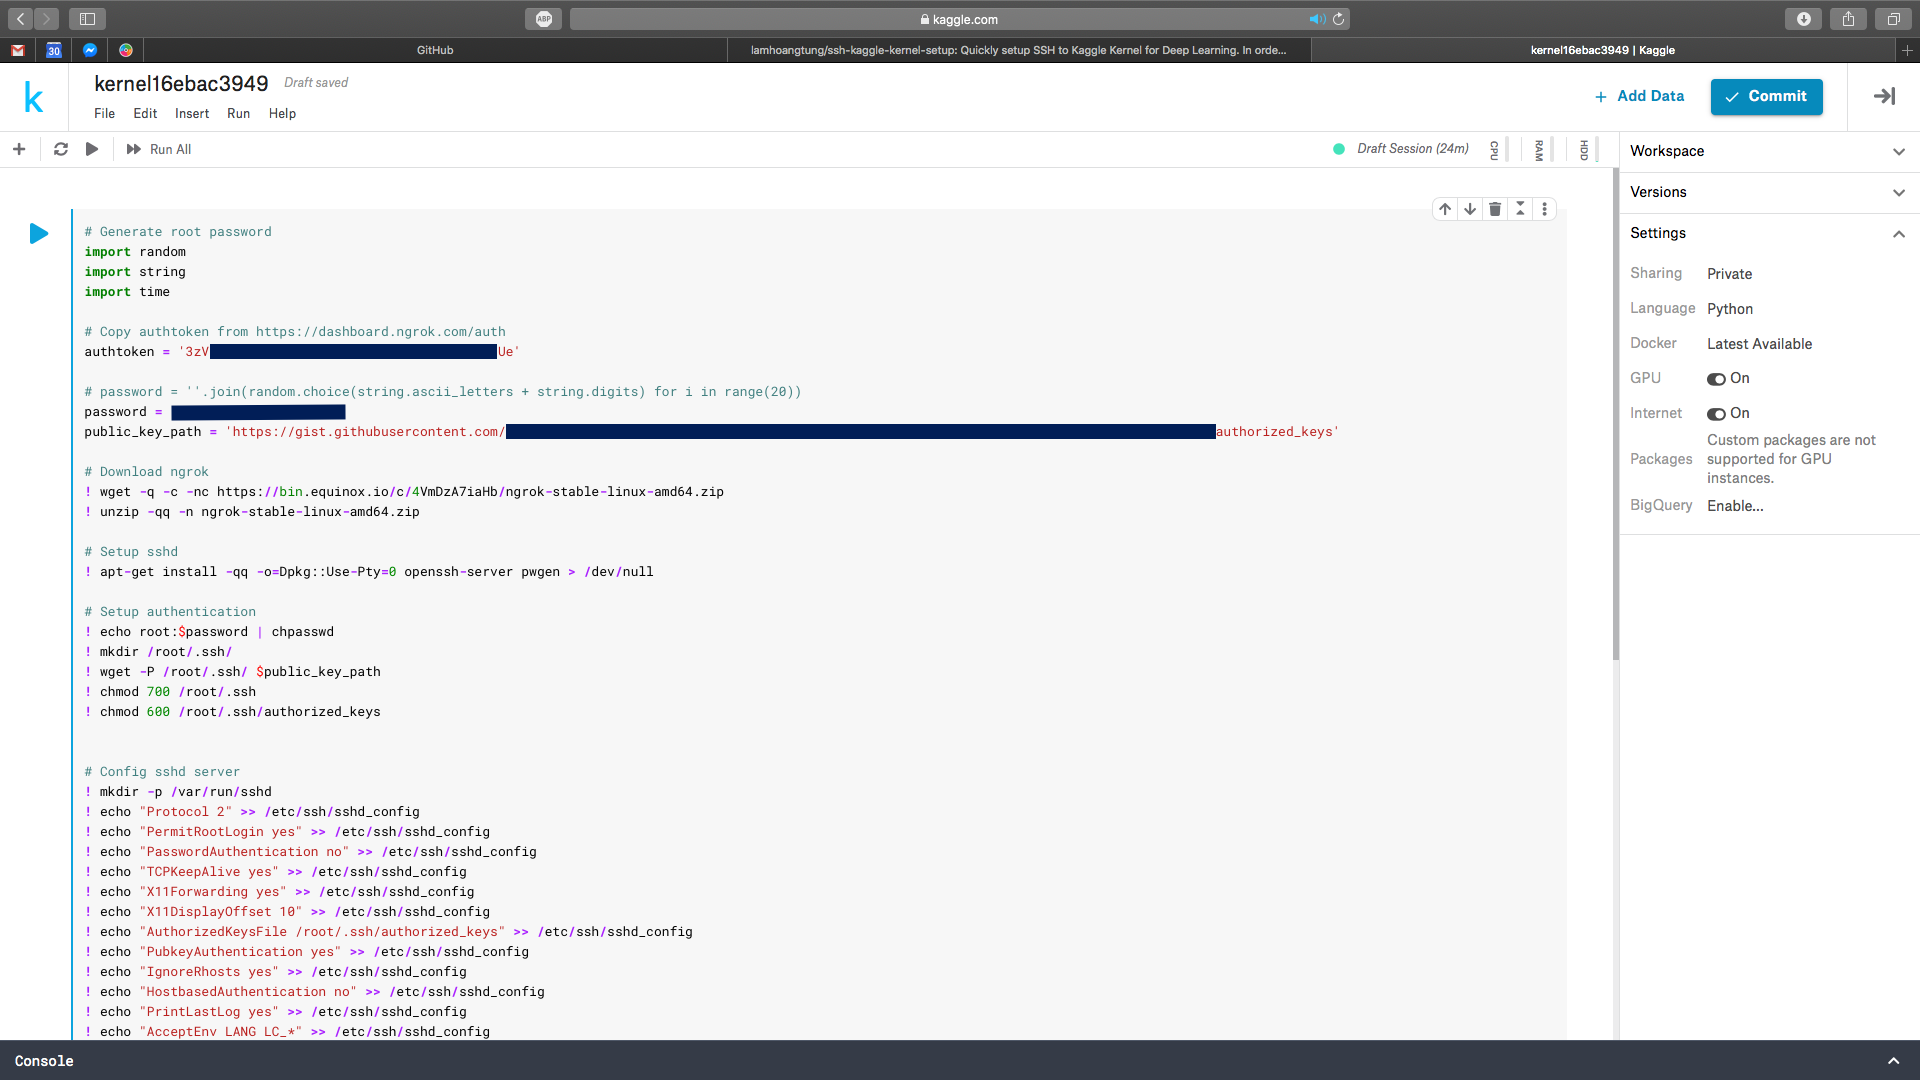 ABP
kaggle.com
30
GitHub
lamhoangtung/ssh-kaggle-kernel-setup: Quickly setup SSH to Kaggle Kernel for Deep Learning. In orde...
kernel16ebac3949 | Kaggle
k
kernel16ebac3949 Draft saved
File Edit Insert Run Help
+ Add Data
Commit
Run All
Draft Session (24m)
CPU
RAM
HDD
# Generate root password
import random
import string
import time
# Copy authtoken from https://dashboard.ngrok.com/auth
authtoken = '3zV Ue'
# password = ''.join(random.choice(string.ascii_letters + string.digits) for i in range(20))
password =
public_key_path = 'https://gist.githubusercontent.com/ authorized_keys'
# Download ngrok
! wget -q -c -nc https://bin.equinox.io/c/4VmDzA7iaHb/ngrok-stable-linux-amd64.zip
! unzip -qq -n ngrok-stable-linux-amd64.zip
# Setup sshd
! apt-get install -qq -o=Dpkg::Use-Pty=0 openssh-server pwgen > /dev/null
# Setup authentication
! echo root:$password | chpasswd
! mkdir /root/.ssh/
! wget -P /root/.ssh/ $public_key_path
! chmod 700 /root/.ssh
! chmod 600 /root/.ssh/authorized_keys
# Config sshd server
! mkdir -p /var/run/sshd
! echo "Protocol 2" >> /etc/ssh/sshd_config
! echo "PermitRootLogin yes" >> /etc/ssh/sshd_config
! echo "PasswordAuthentication no" >> /etc/ssh/sshd_config
! echo "TCPKeepAlive yes" >> /etc/ssh/sshd_config
! echo "X11Forwarding yes" >> /etc/ssh/sshd_config
! echo "X11DisplayOffset 10" >> /etc/ssh/sshd_config
! echo "AuthorizedKeysFile /root/.ssh/authorized_keys" >> /etc/ssh/sshd_config
! echo "PubkeyAuthentication yes" >> /etc/ssh/sshd_config
! echo "IgnoreRhosts yes" >> /etc/ssh/sshd_config
! echo "HostbasedAuthentication no" >> /etc/ssh/sshd_config
! echo "PrintLastLog yes" >> /etc/ssh/sshd_config
! echo "AcceptEnv LANG LC_*" >> /etc/ssh/sshd_config
Workspace
Versions
Settings
Sharing Private
Language Python
Docker Latest Available
GPU On
Internet On
Packages Custom packages are not
supported for GPU
instances.
BigQuery Enable...
Console